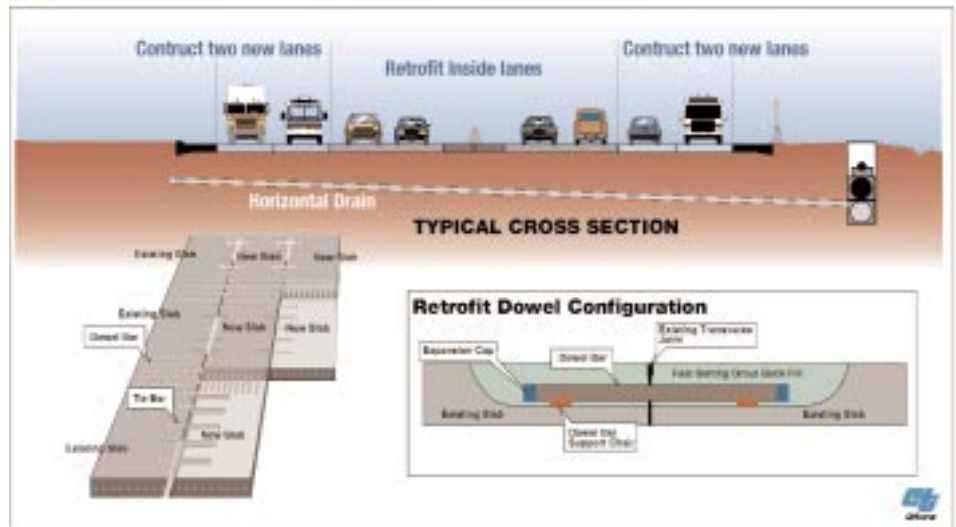 Contruct two new lanes
Retrofit Inside lanes
Contruct two new lanes
Horizontal Drain
TYPICAL CROSS SECTION
Existing Slab
New Slab
New Slab
Existing Slab
Dowel Bar
New Slab
New Slab
Tie Bar
Existing Slab
New Slab
Retrofit Dowel Configuration
Existing Transverse
Joint
Expansion Cap
Dowel Bar
Fast Setting Grout Back Fill
Existing Slab
Existing Slab
Dowel Bar
Support Chair